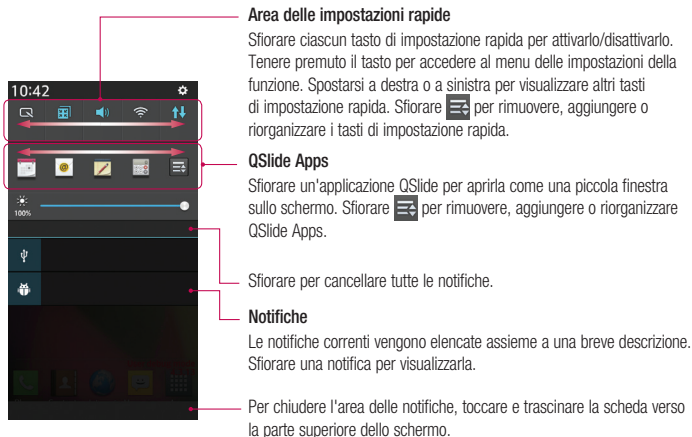 Area delle impostazioni rapide
Sfiorare ciascun tasto di impostazione rapida per attivarlo/disattivarlo.
Tenere premuto il tasto per accedere al menu delle impostazioni della
funzione. Spostarsi a destra o a sinistra per visualizzare altri tasti
di impostazione rapida. Sfiorare per rimuovere, aggiungere o
riorganizzare i tasti di impostazione rapida.
10:42
QSlide Apps
Sfiorare un'applicazione QSlide per aprirla come una piccola finestra
sullo schermo. Sfiorare per rimuovere, aggiungere o riorganizzare
QSlide Apps.
100%
Sfiorare per cancellare tutte le notifiche.
Notifiche
Le notifiche correnti vengono elencate assieme a una breve descrizione.
Sfiorare una notifica per visualizzarla.
Per chiudere l'area delle notifiche, toccare e trascinare la scheda verso
la parte superiore dello schermo.